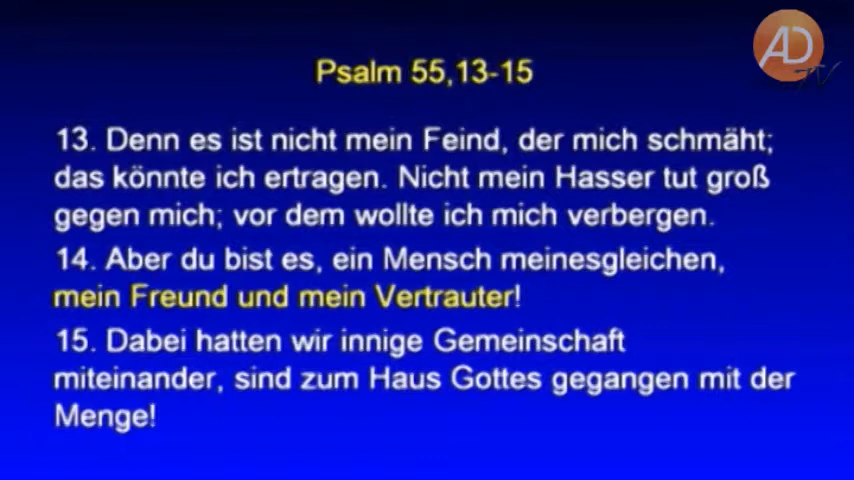 AD
TV
Psalm 55,13-15
13. Denn es ist nicht mein Feind, der mich schmäht;
das könnte ich ertragen. Nicht mein Hasser tut groß
gegen mich; vor dem wollte ich mich verbergen.
14. Aber du bist es, ein Mensch meinesgleichen,
mein Freund und mein Vertrauter!
15. Dabei hatten wir innige Gemeinschaft
miteinander, sind zum Haus Gottes gegangen mit der
Menge!